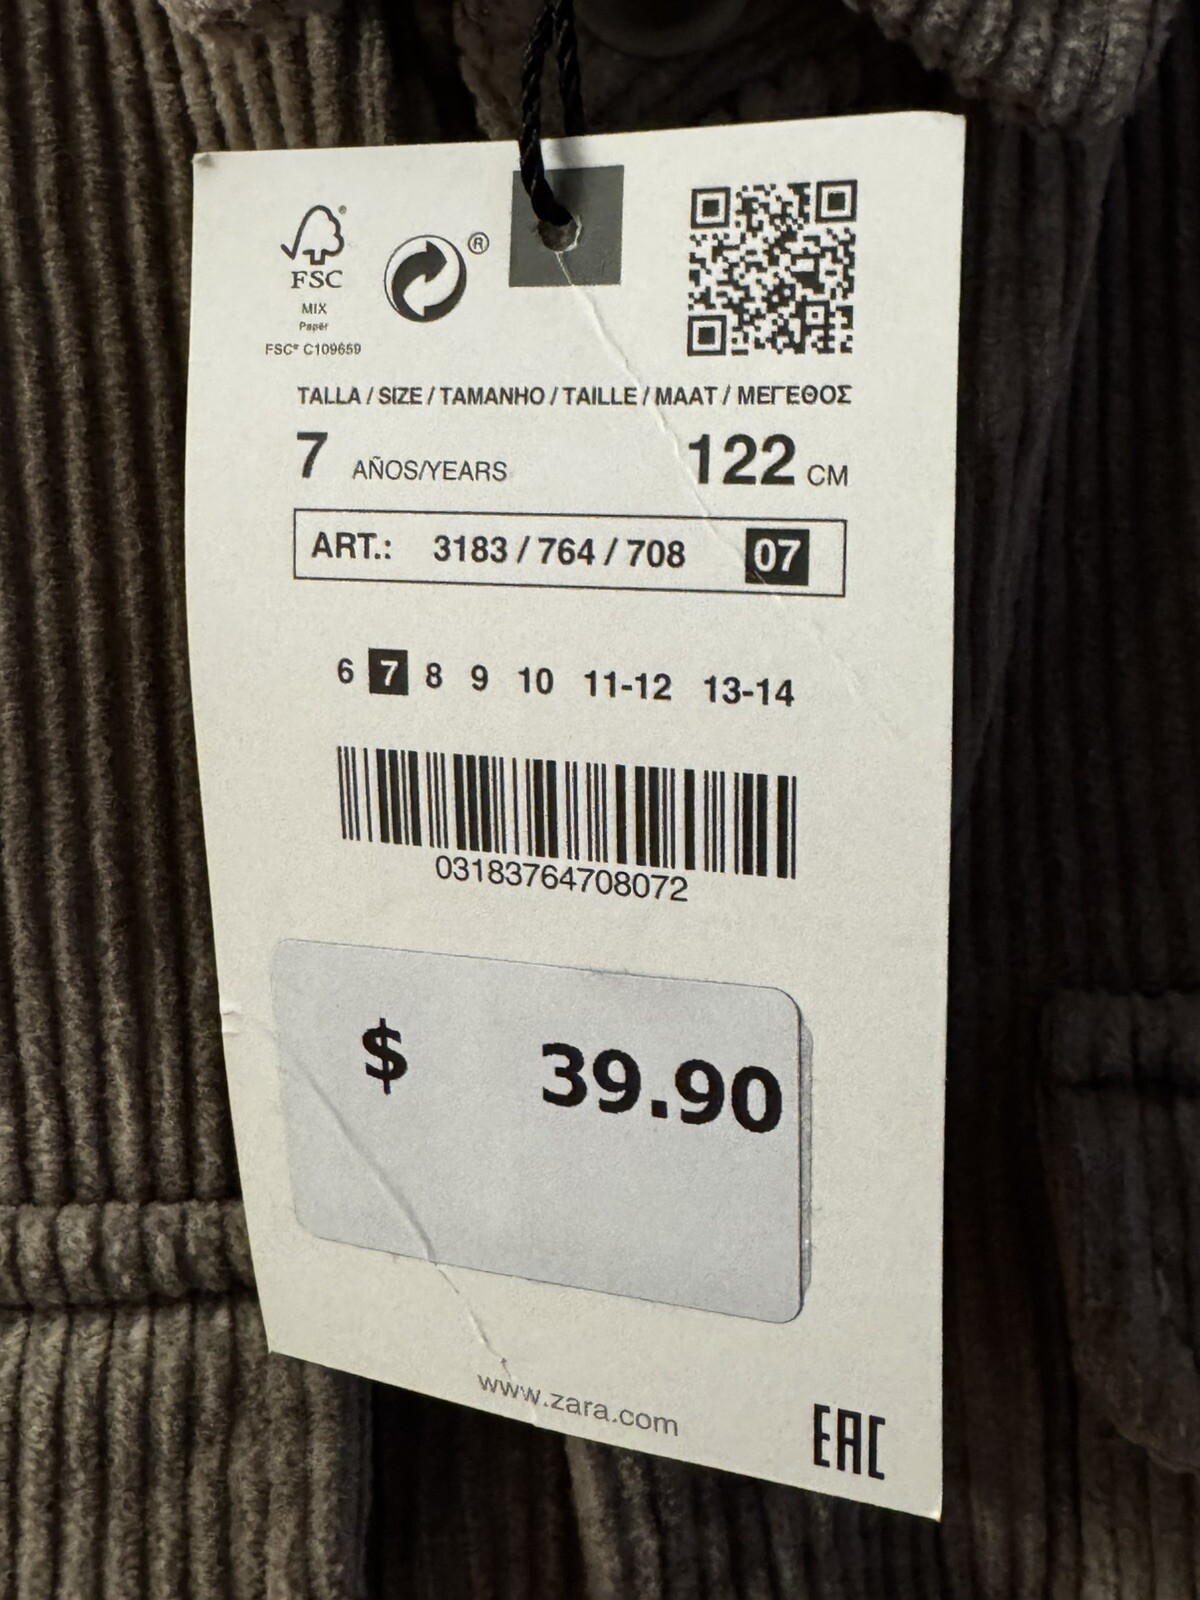 FSC®
MIX
Paper
FSC® C109659
®
TALLA / SIZE / TAMANHO / TAILLE / MAAT / ΜΕΓΕΘΟΣ
7 AÑOS/YEARS 122 CM
ART.: 3183 / 764 / 708 07
6 7 8 9 10 11-12 13-14
03183764708072
$ 39.90
www.zara.com
EAC